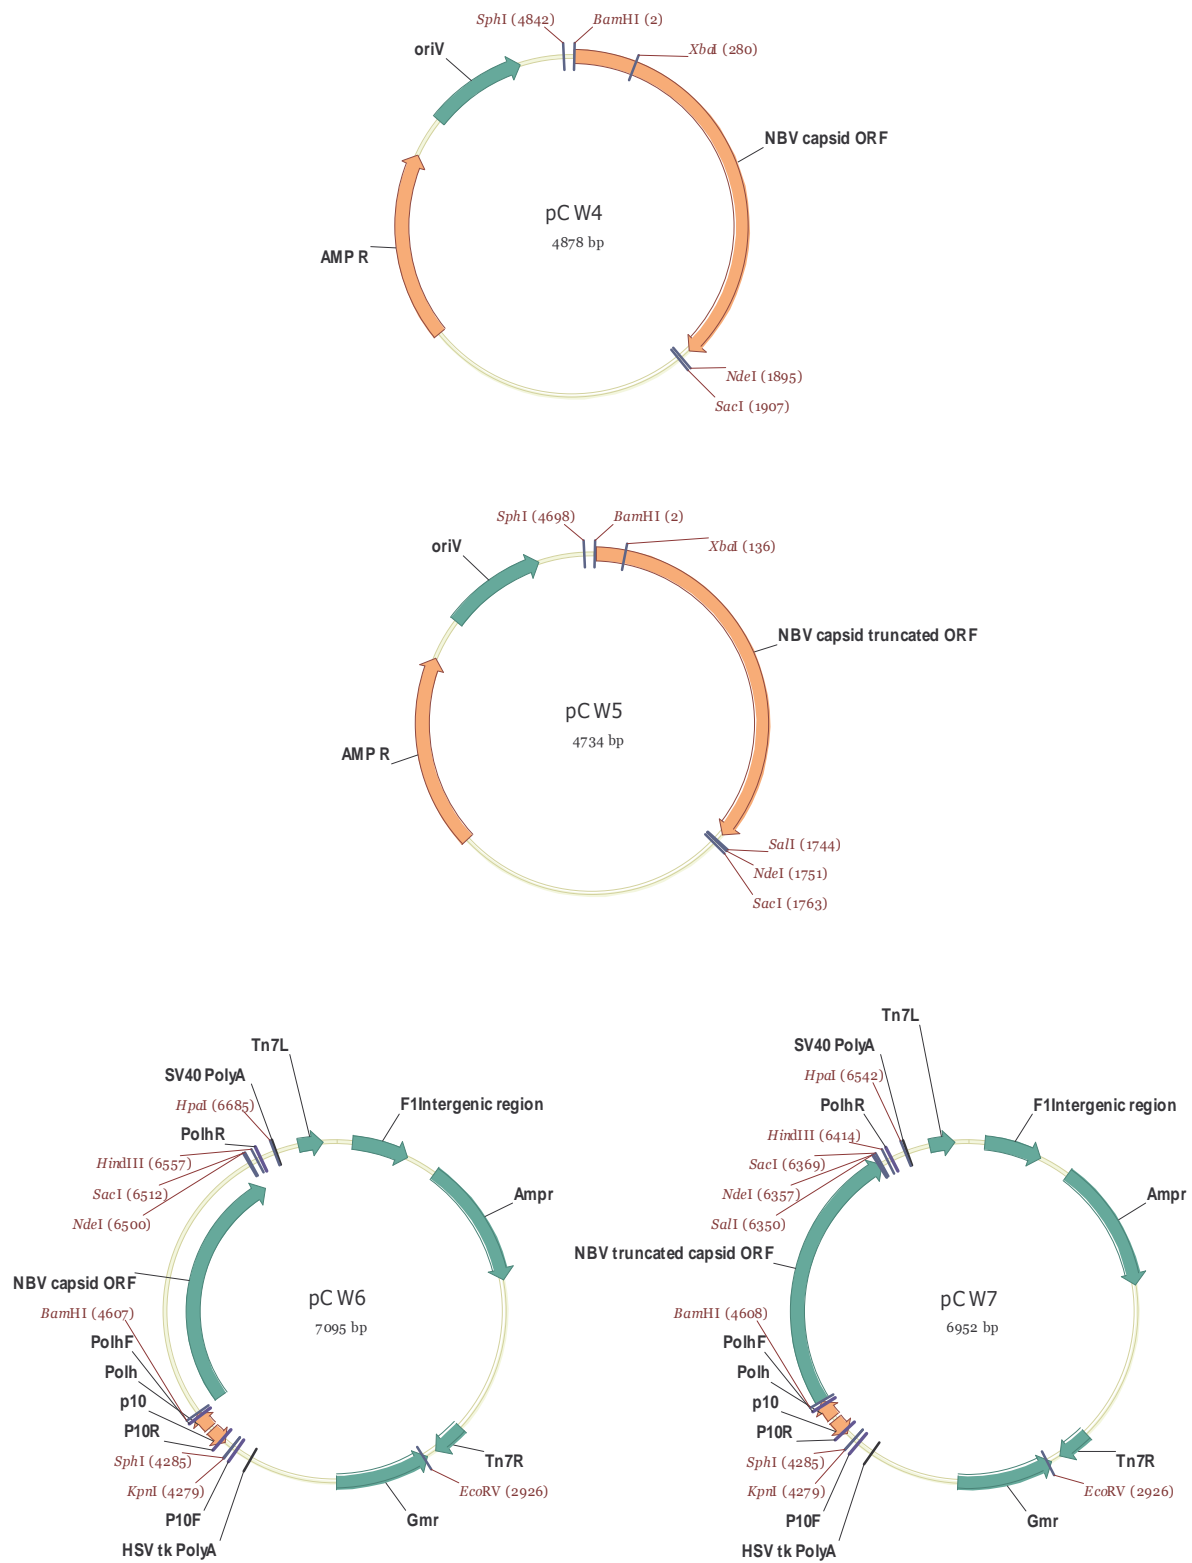 SphI (4842)
BamHI (2)
XbaI (280)
oriV
NBV capsid ORF
pCW4
4878 bp
AMP R
NdeI (1895)
SacI (1907)
SphI (4698)
BamHI (2)
XbaI (136)
oriV
NBV capsid truncated ORF
pCW5
4734 bp
AMP R
SalI (1744)
NdeI (1751)
SacI (1763)
Tn7L
SV40 PolyA
HpaI (6685)
F1Intergenic region
PolhR
HindIII (6557)
SacI (6512)
Ampr
NdeI (6500)
NBV capsid ORF
pCW6
BamHI (4607)
7095 bp
PolhF
Polh
p10
P10R
SphI (4285)
Tn7R
KpnI (4279)
EcoRV (2926)
P10F
Gmr
HSV tk PolyA
Tn7L
SV40 PolyA
HpaI (6542)
PolhR
F1Intergenic region
HindIII (6414)
SacI (6369)
NdeI (6357)
Ampr
SalI (6350)
NBV truncated capsid ORF
pCW7
BamHI (4608)
6952 bp
PolhF
Polh
p10
P10R
SphI (4285)
Tn7R
KpnI (4279)
EcoRV (2926)
P10F
Gmr
HSV tk PolyA